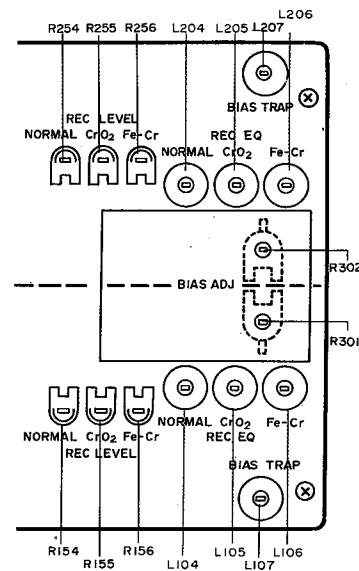 R254 R255 R256 L204 L205 L207 L206
BIAS TRAP
REC LEVEL
NORMAL CrO2 Fe-Cr
REC EQ
NORMAL CrO2 Fe-Cr
R302
BIAS ADJ
R301
NORMAL CrO2 Fe-Cr
REC LEVEL
NORMAL CrO2 Fe-Cr
REC EQ
BIAS TRAP
R154 R155 R156 L104 L105 L107 L106